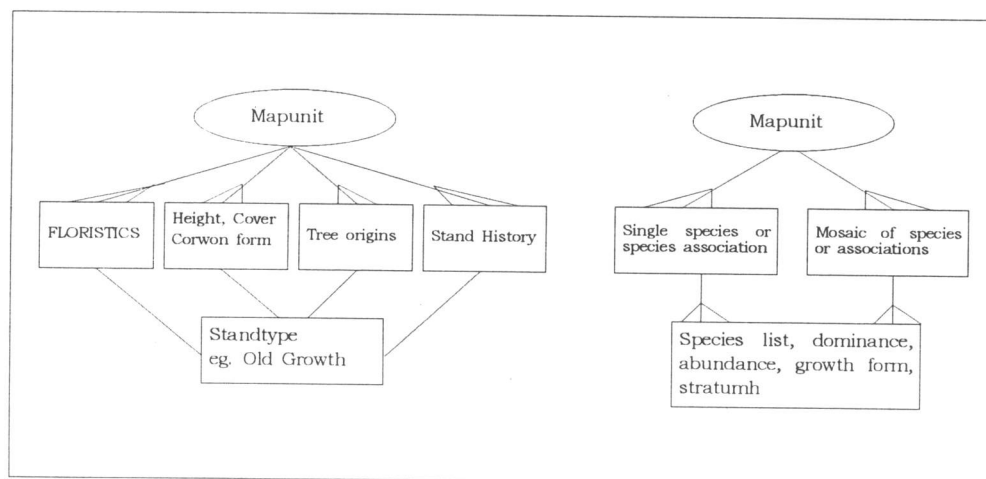 Mapunit
FLORISTICS
Height, Cover
Corwon form
Tree origins
Stand History
Standtype
eg. Old Growth
Mapunit
Single species or
species association
Mosaic of species
or associations
Species list, dominance,
abundance, growth form,
stratumh